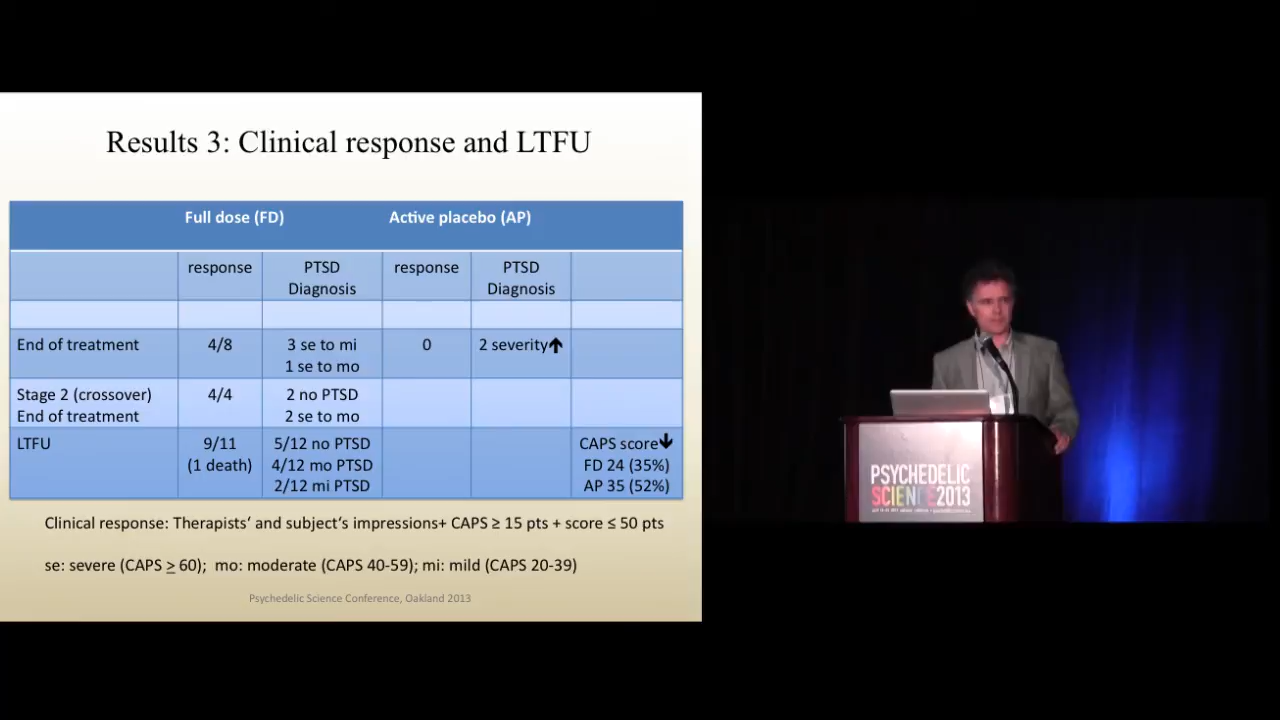 Results 3: Clinical response and LTFU
Full dose (FD) Active placebo (AP)
response PTSD Diagnosis response PTSD Diagnosis
End of treatment 4/8 3 se to mi 0 2 severity🡅
1 se to mo
Stage 2 (crossover) 4/4 2 no PTSD
End of treatment 2 se to mo
LTFU 9/11 5/12 no PTSD CAPS score🡇
(1 death) 4/12 mo PTSD FD 24 (35%)
2/12 mi PTSD AP 35 (52%)
Clinical response: Therapists‘ and subject‘s impressions+ CAPS ≥ 15 pts + score ≤ 50 pts
se: severe (CAPS ≥ 60); mo: moderate (CAPS 40-59); mi: mild (CAPS 20-39)
Psychedelic Science Conference, Oakland 2013
PSYCHEDELIC
SCIENCE2013